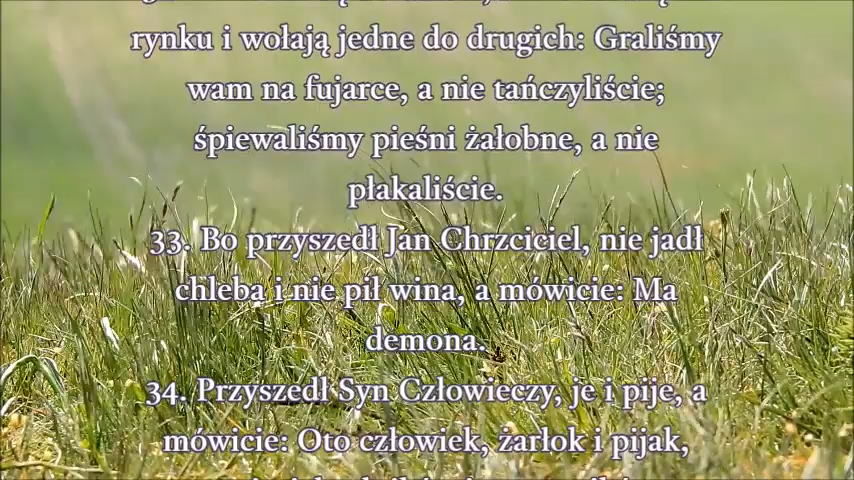 rynku i wołają jedne do drugich: Graliśmy
wam na fujarce, a nie tańczyliście;
śpiewaliśmy pieśni żałobne, a nie
płakaliście.
33. Bo przyszedł Jan Chrzciciel, nie jadł
chleba i nie pił wina, a mówicie: Ma
demona.
34. Przyszedł Syn Człowieczy, je i pije, a
mówicie: Oto człowiek, żarłok i pijak,